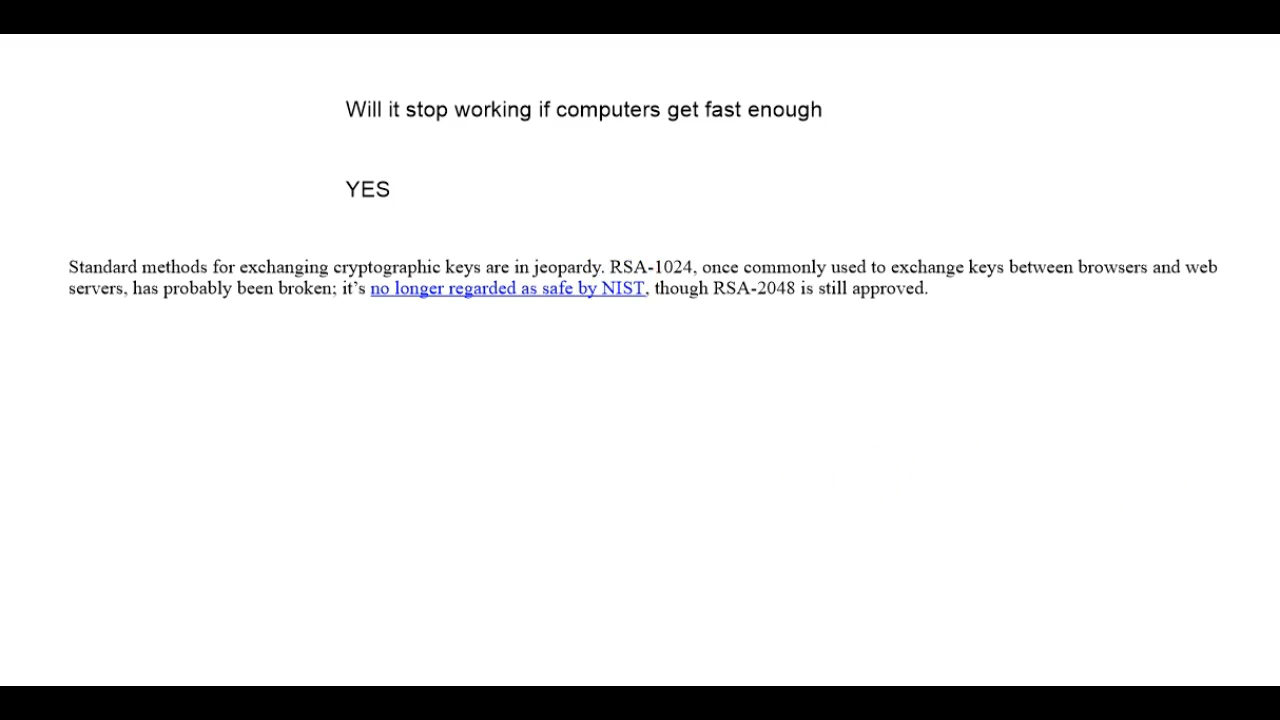 Will it stop working if computers get fast enough
YES
Standard methods for exchanging cryptographic keys are in jeopardy. RSA-1024, once commonly used to exchange keys between browsers and web
servers, has probably been broken; it’s no longer regarded as safe by NIST, though RSA-2048 is still approved.